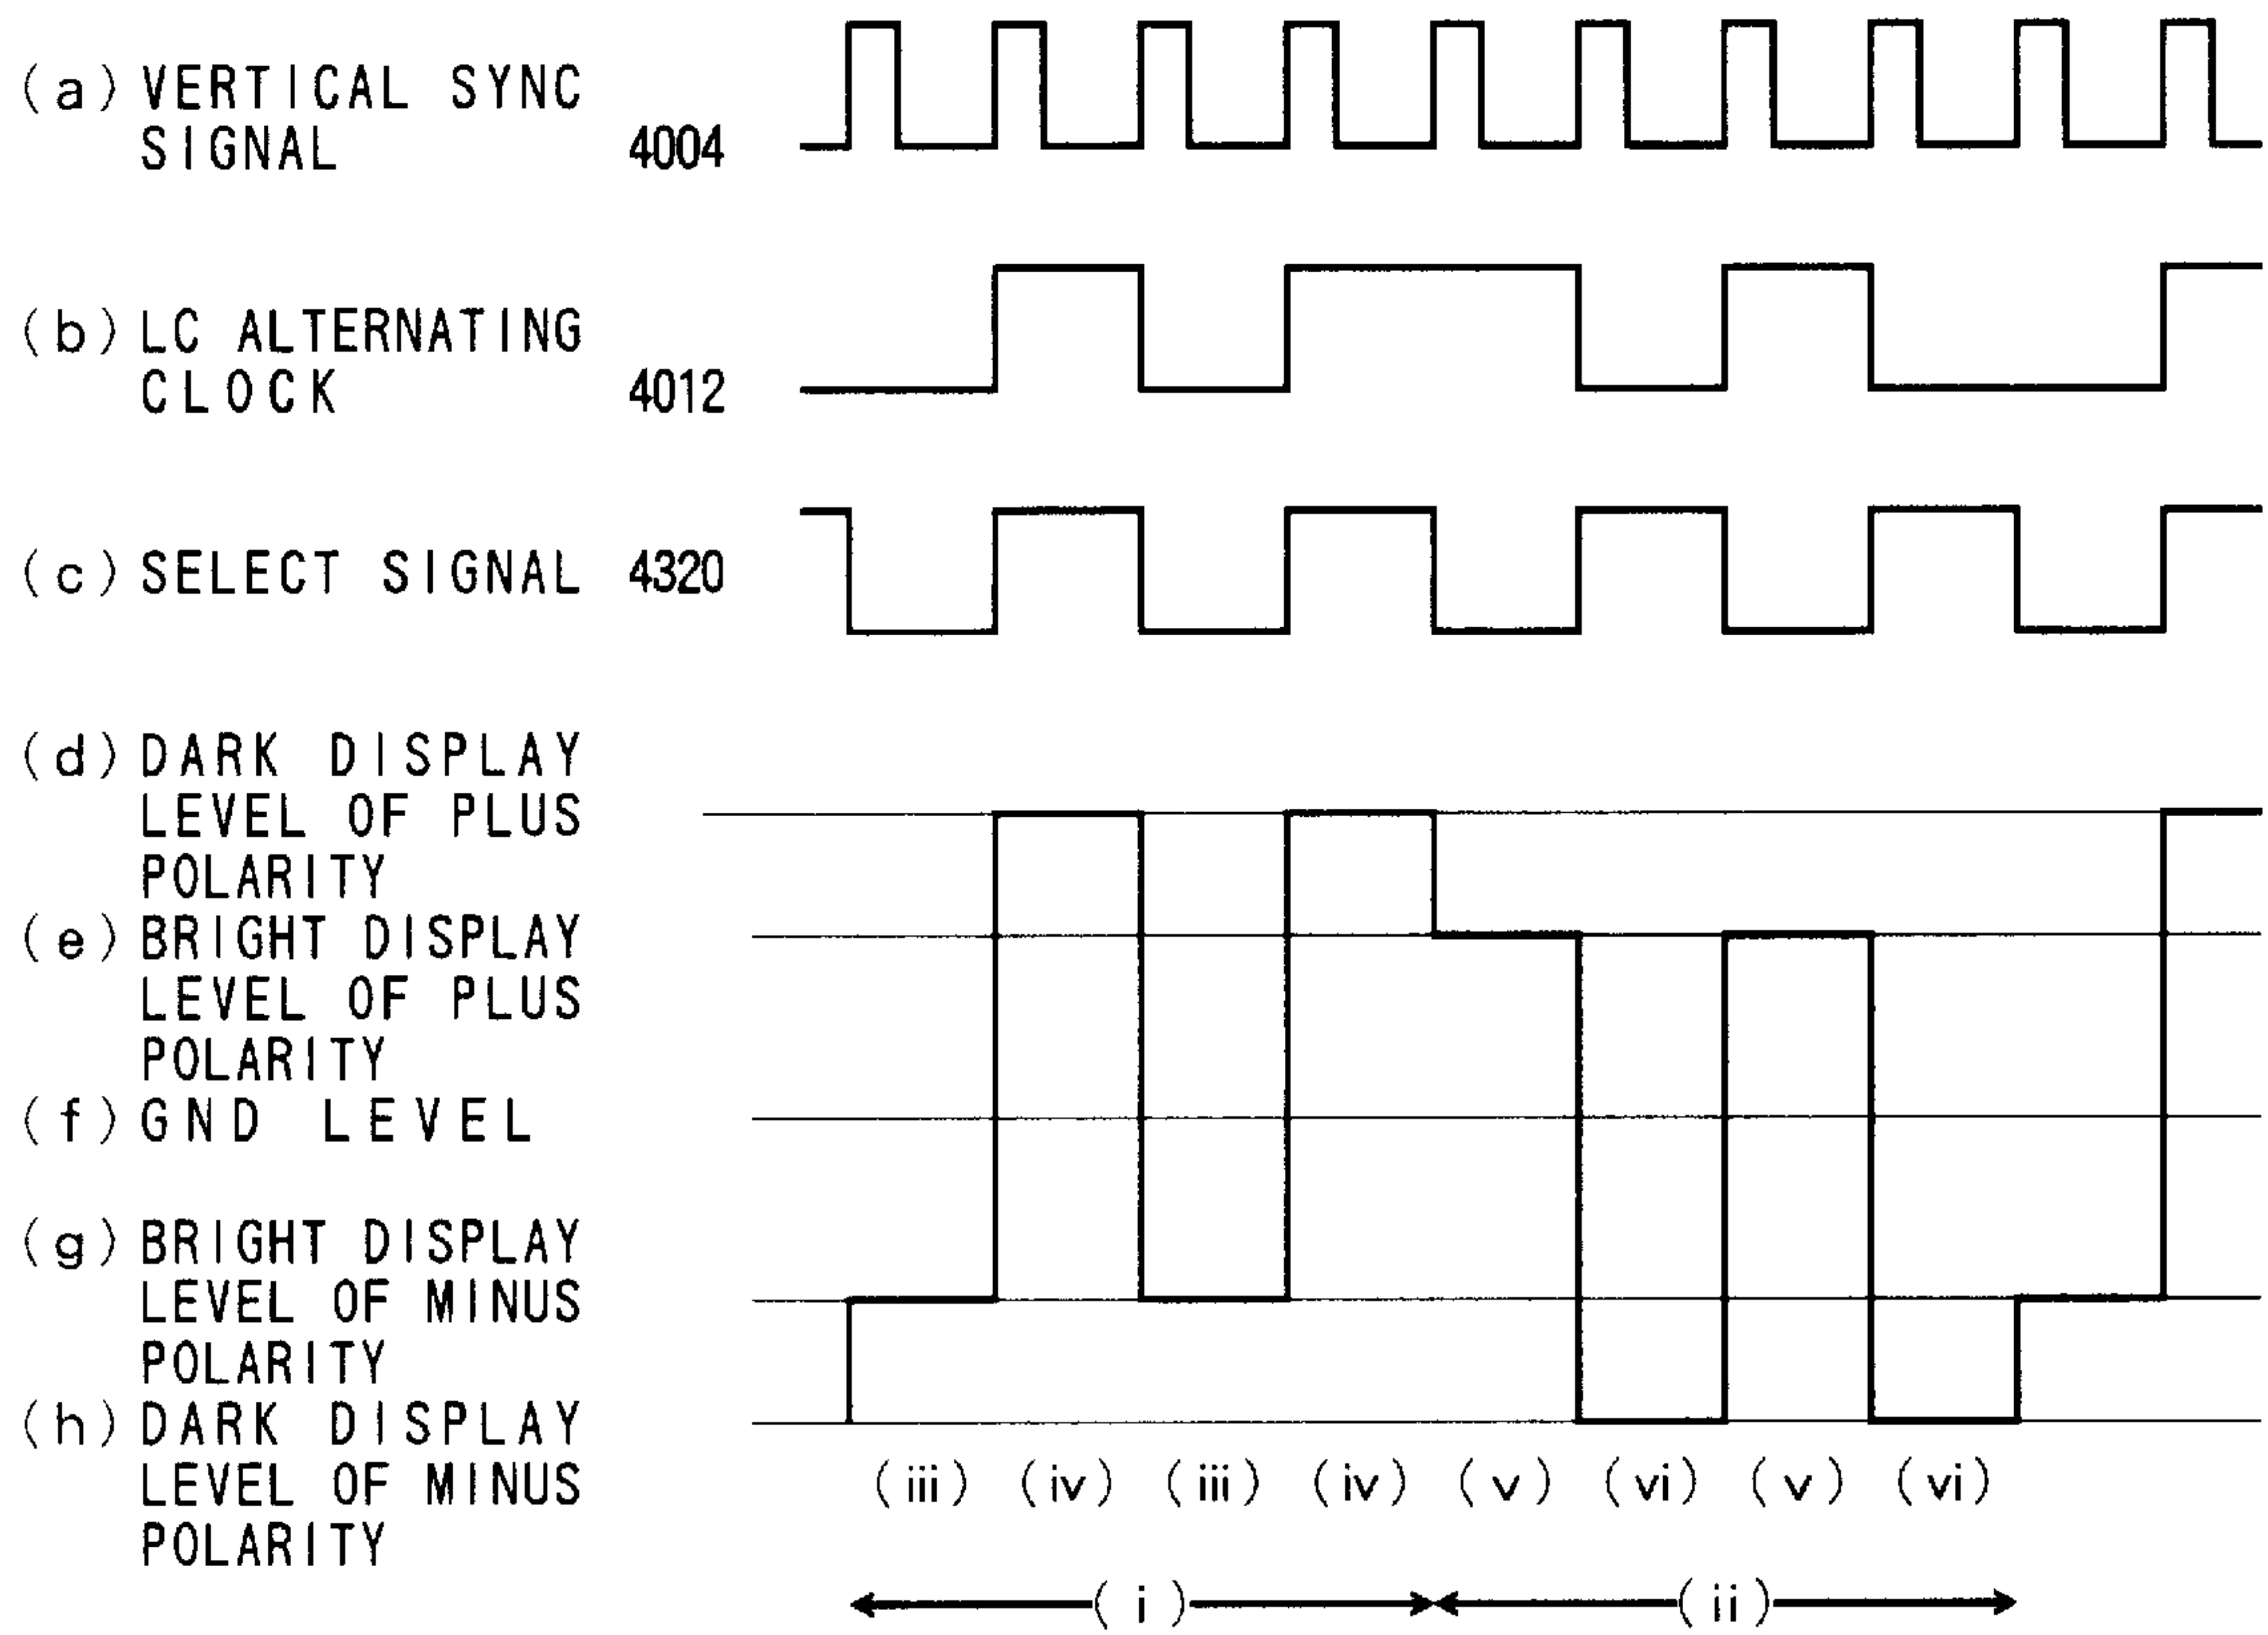 (a) VERTICAL SYNC
SIGNAL 4004
(b) LC ALTERNATING
CLOCK 4012
(c) SELECT SIGNAL 4320
(d) DARK DISPLAY
LEVEL OF PLUS
POLARITY
(e) BRIGHT DISPLAY
LEVEL OF PLUS
POLARITY
(f) GND LEVEL
(g) BRIGHT DISPLAY
LEVEL OF MINUS
POLARITY
(h) DARK DISPLAY
LEVEL OF MINUS
POLARITY
(iii) (iv) (iii) (iv) (v) (vi) (v) (vi)
(i) (ii)